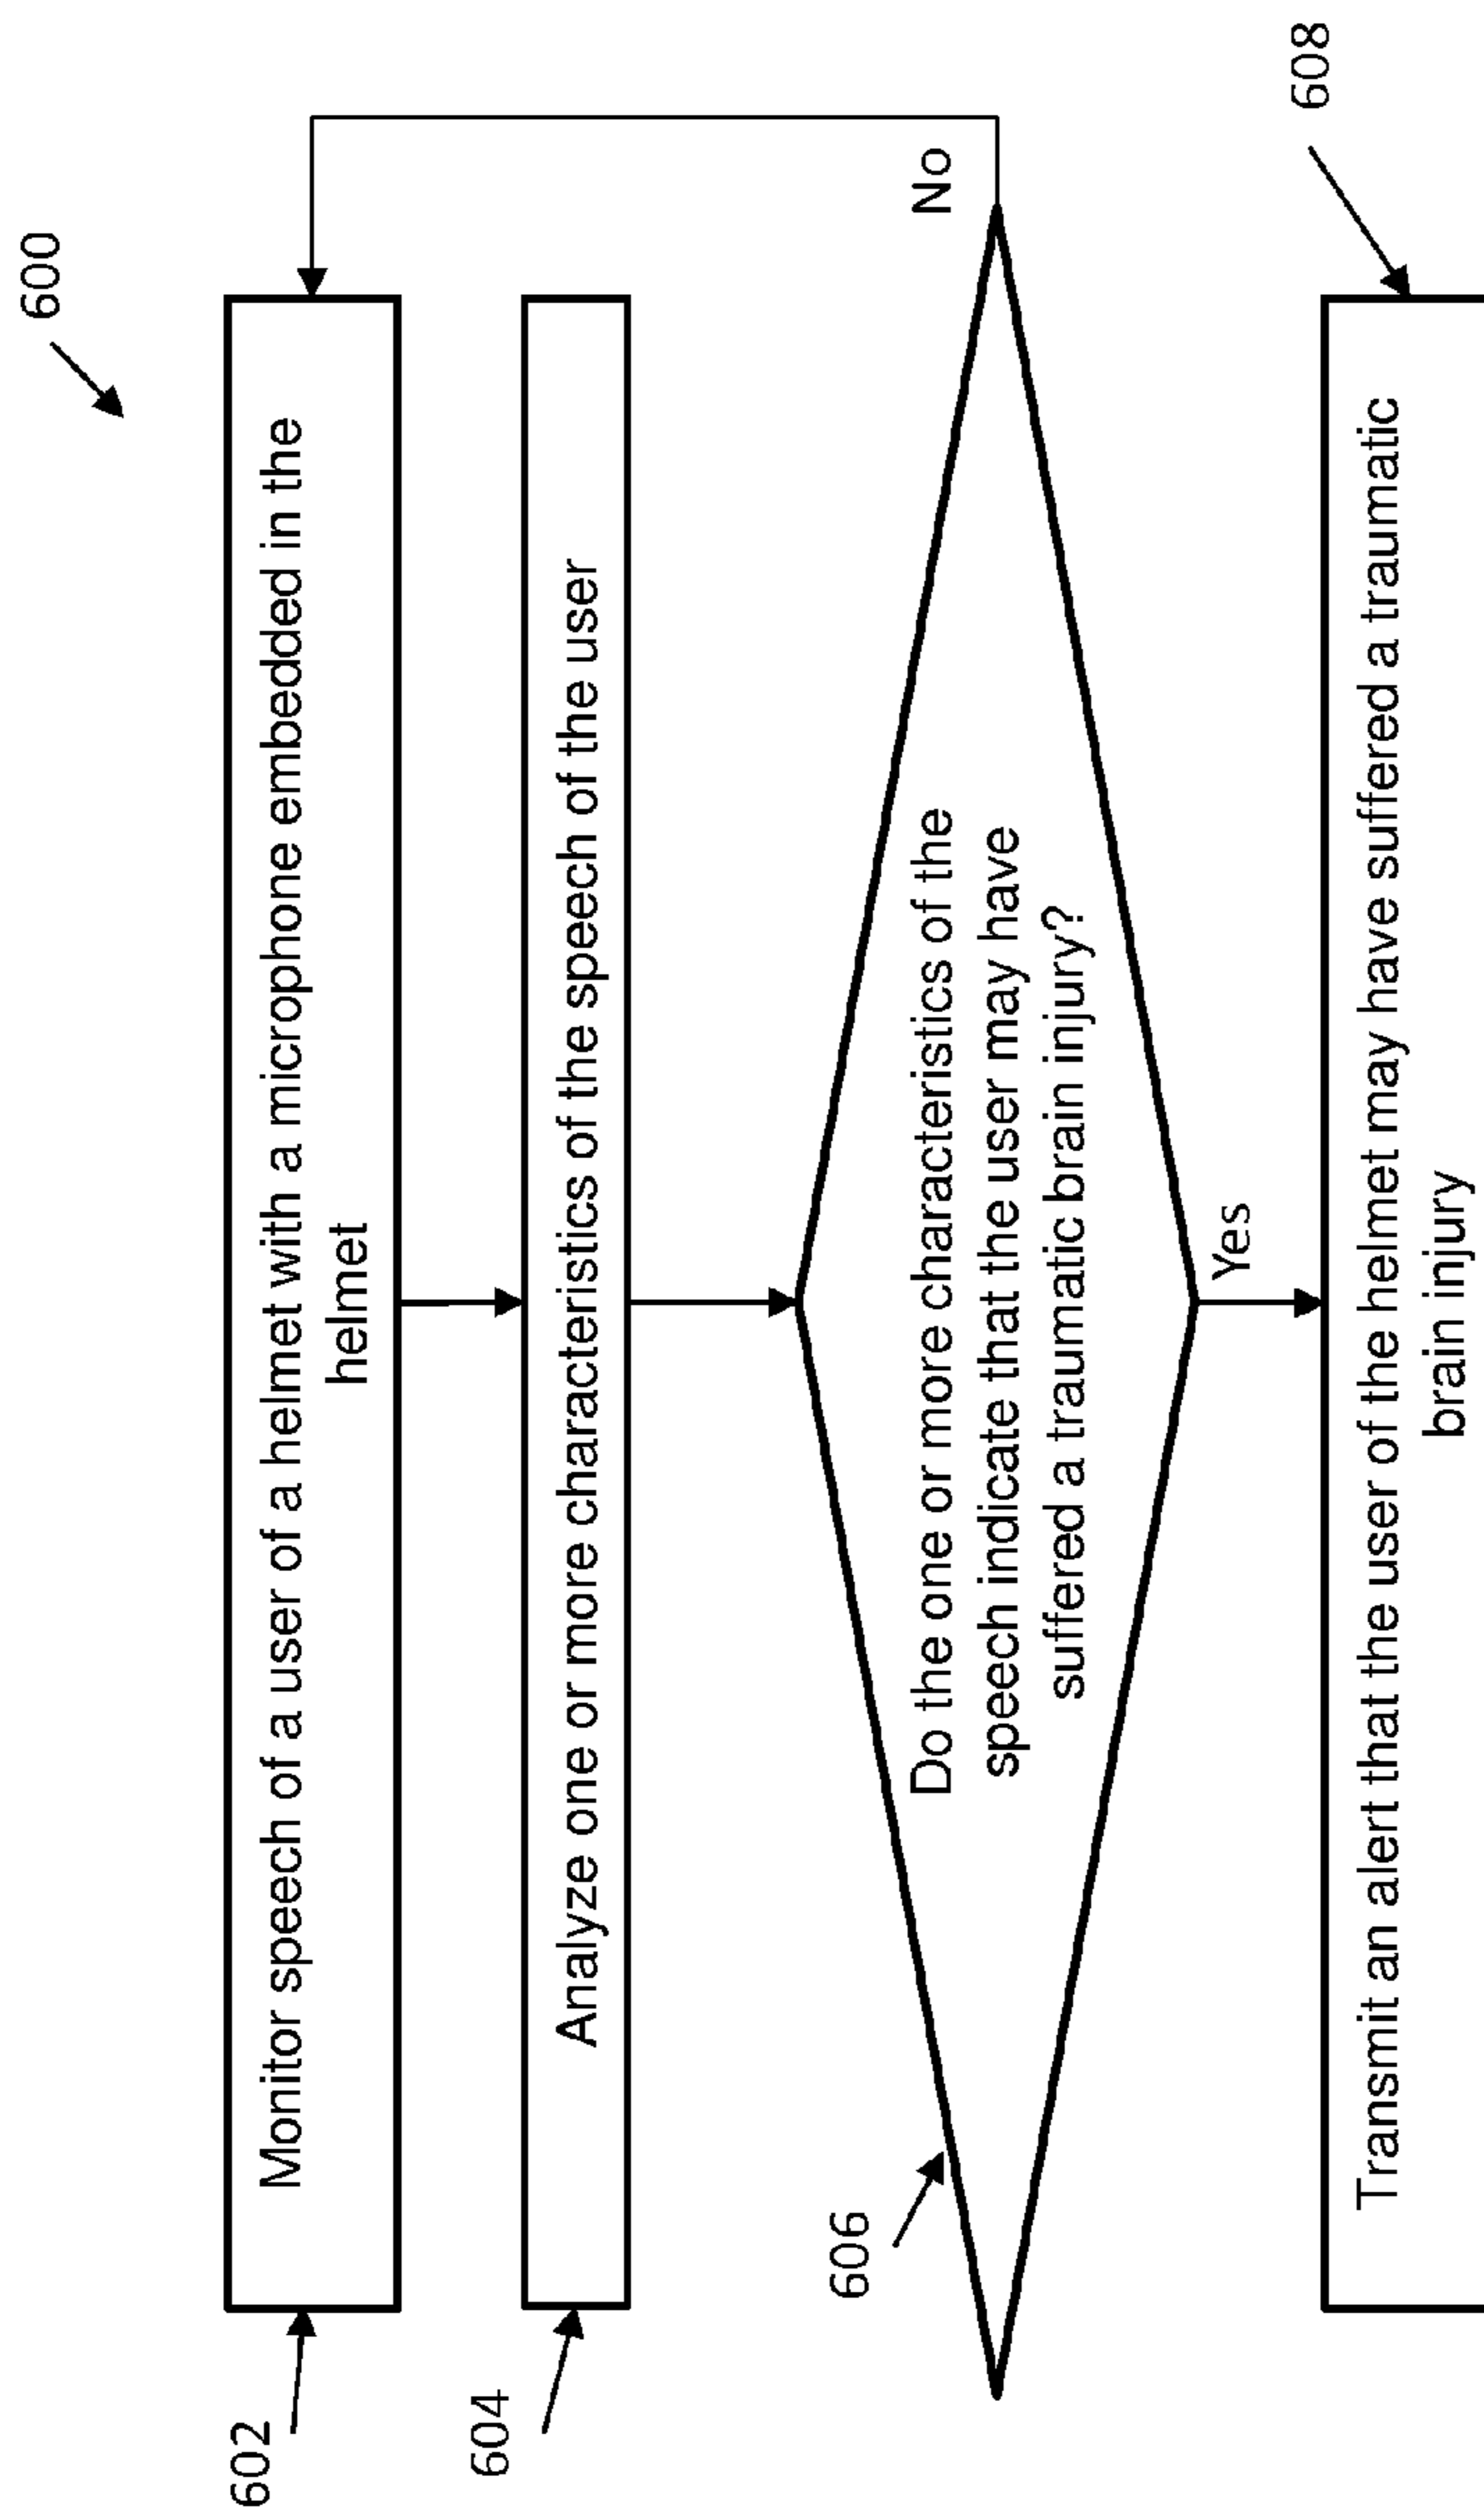 600
602
Monitor speech of a user of a helmet with a microphone embedded in the
helmet
604
Analyze one or more characteristics of the speech of the user
606
Do the one or more characteristics of the
speech indicate that the user may have
suffered a traumatic brain injury?
No
Yes
608
Transmit an alert that the user of the helmet may have suffered a traumatic
brain injury